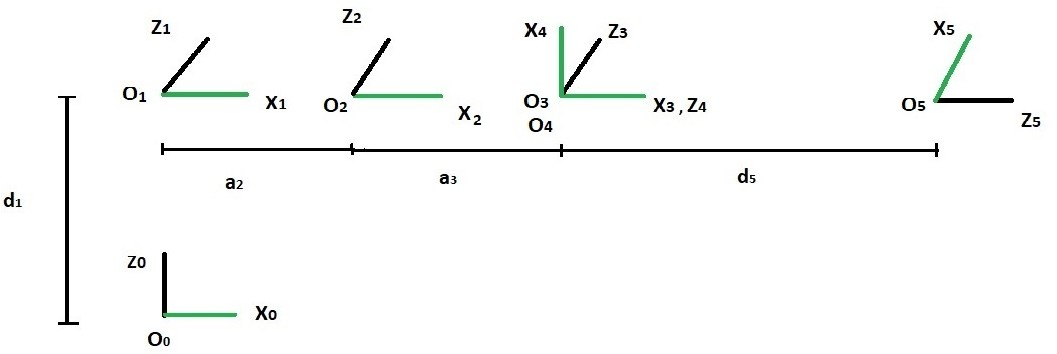 Z1 Z2 X4 Z3 X5
O1 X1 O2 X2 O3 X3 , Z4 O5 Z5
O4
a2 a3 d5
d1
Z0
X0
O0